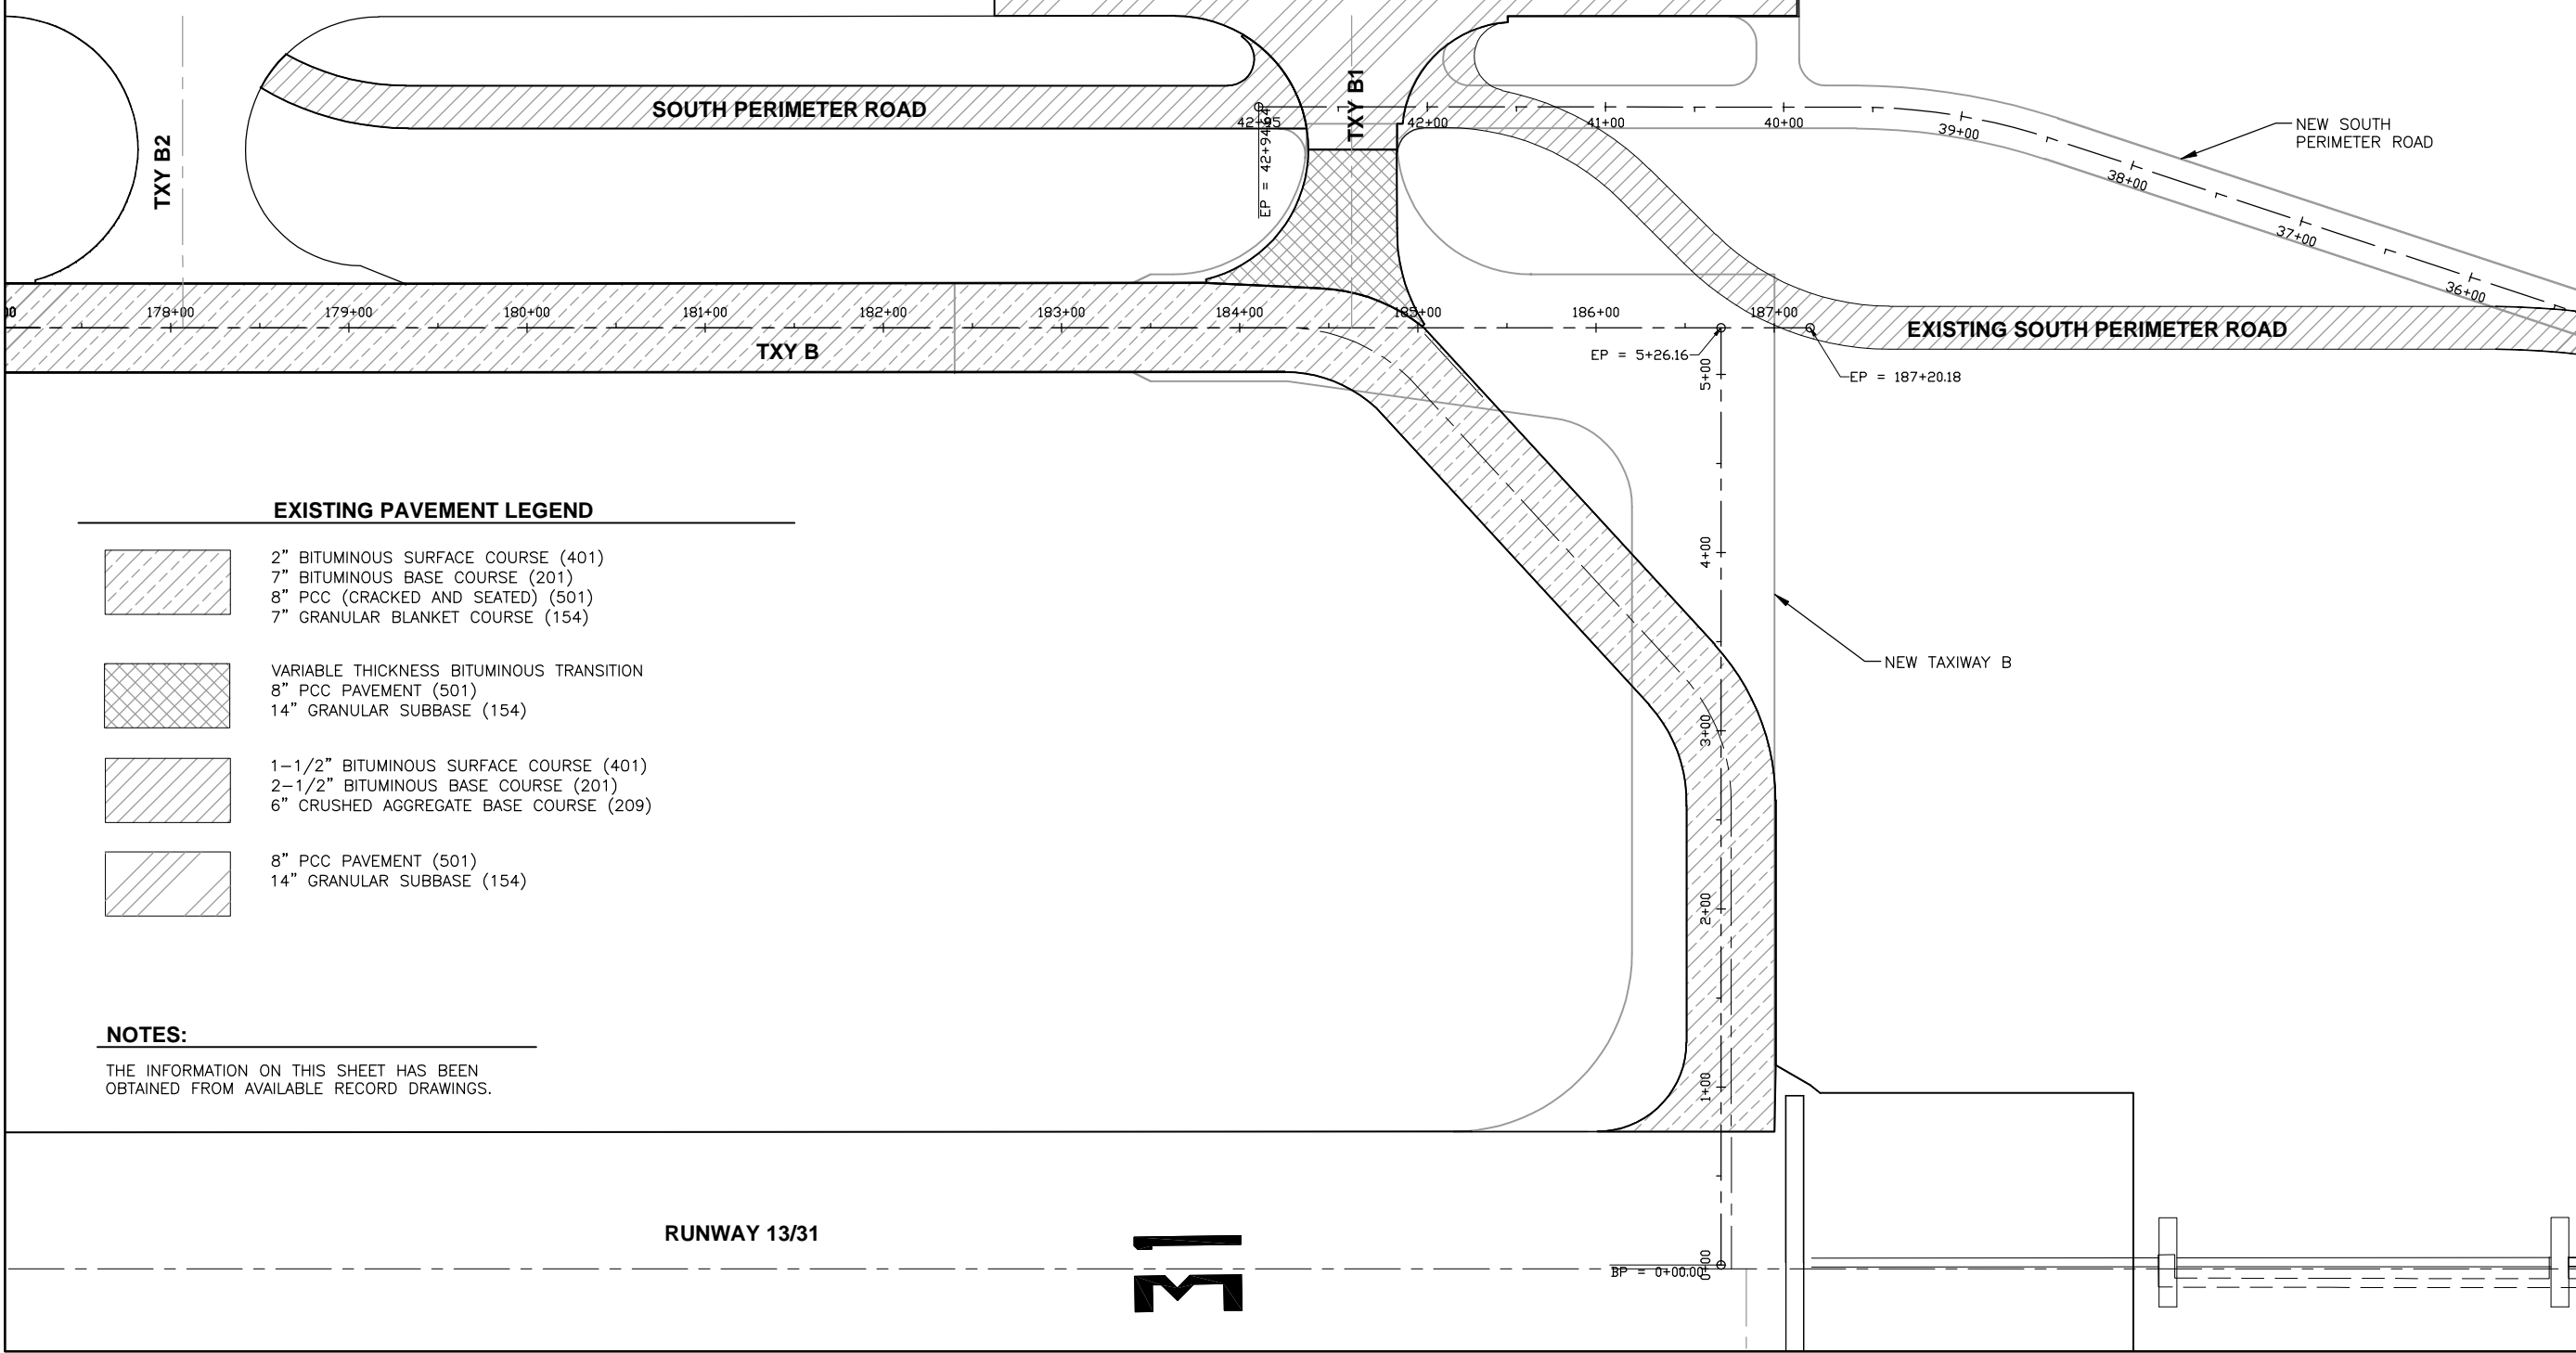 SOUTH PERIMETER ROAD
TXY B1
TXY B2
42+95
42+00
41+00
40+00
39+00
38+00
37+00
36+00
EP = 42+94.64
NEW SOUTH
PERIMETER ROAD
178+00
179+00
180+00
181+00
182+00
183+00
184+00
185+00
186+00
187+00
TXY B
EXISTING SOUTH PERIMETER ROAD
EP = 5+26.16
EP = 187+20.18
5+00
4+00
3+00
2+00
1+00
0+00
NEW TAXIWAY B
EXISTING PAVEMENT LEGEND
2” BITUMINOUS SURFACE COURSE (401)
7” BITUMINOUS BASE COURSE (201)
8” PCC (CRACKED AND SEATED) (501)
7” GRANULAR BLANKET COURSE (154)
VARIABLE THICKNESS BITUMINOUS TRANSITION
8” PCC PAVEMENT (501)
14” GRANULAR SUBBASE (154)
1-1/2” BITUMINOUS SURFACE COURSE (401)
2-1/2” BITUMINOUS BASE COURSE (201)
6” CRUSHED AGGREGATE BASE COURSE (209)
8” PCC PAVEMENT (501)
14” GRANULAR SUBBASE (154)
NOTES:
THE INFORMATION ON THIS SHEET HAS BEEN
OBTAINED FROM AVAILABLE RECORD DRAWINGS.
RUNWAY 13/31
BP = 0+00.00